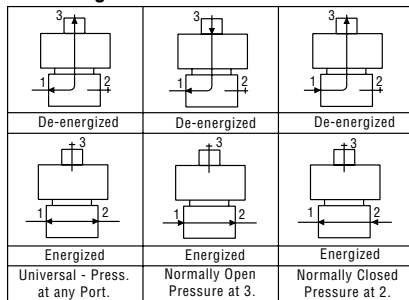 3 3 3
1 2 1 2 1 2
De-energized De-energized De-energized
3 3 3
1 2 1 2 1 2
Energized Energized Energized
Universal - Press. Normally Open Normally Closed
at any Port. Pressure at 3. Pressure at 2.